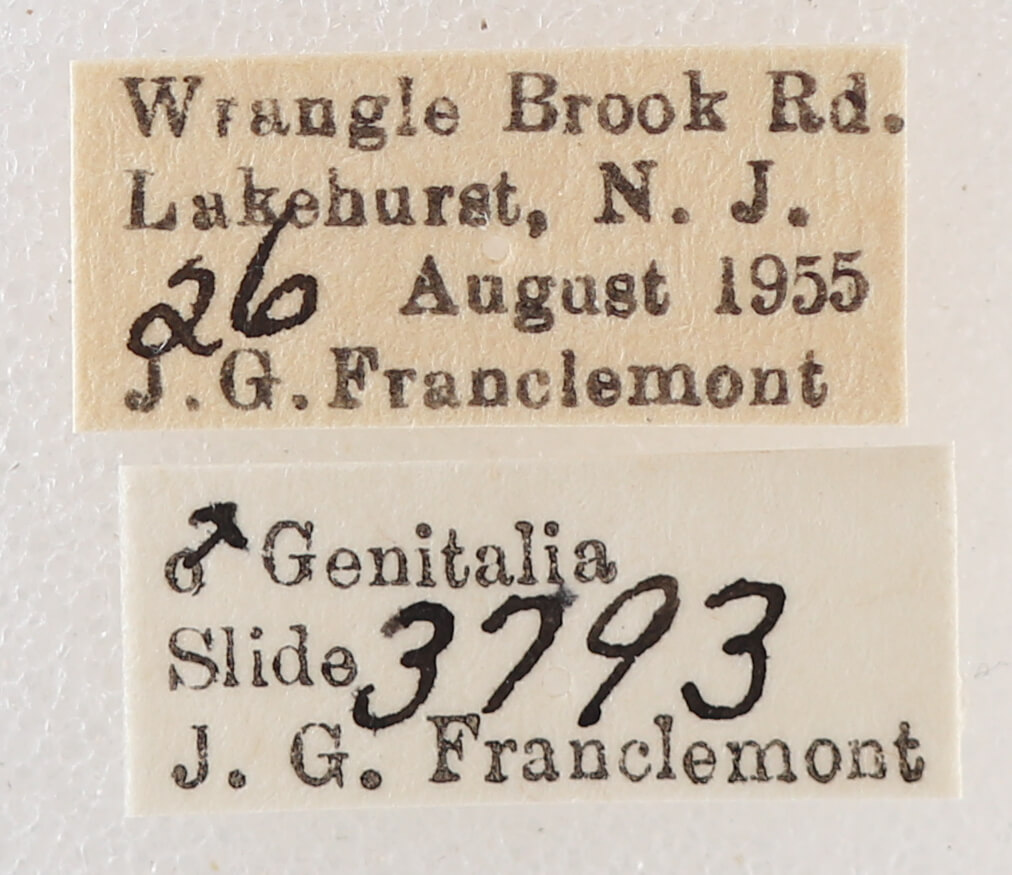 Wrangle Brook Rd.
Lakehurst, N. J.
26 August 1955
J. G. Franclemont
♂ Genitalia
Slide 3793
J. G. Franclemont